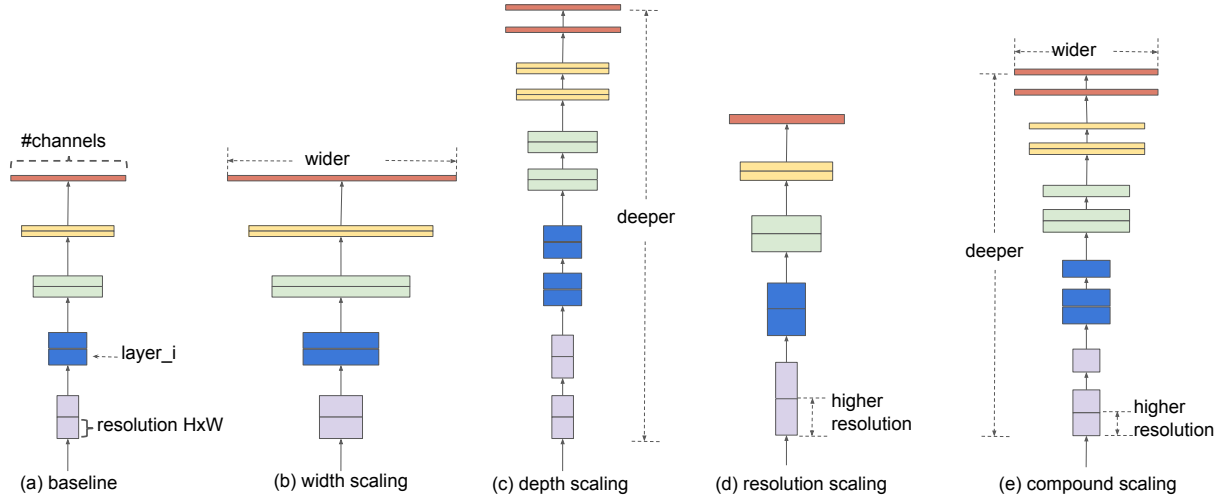 #channels
layer_i
resolution HxW
(a) baseline
wider
(b) width scaling
deeper
(c) depth scaling
higher
resolution
(d) resolution scaling
wider
deeper
higher
resolution
(e) compound scaling